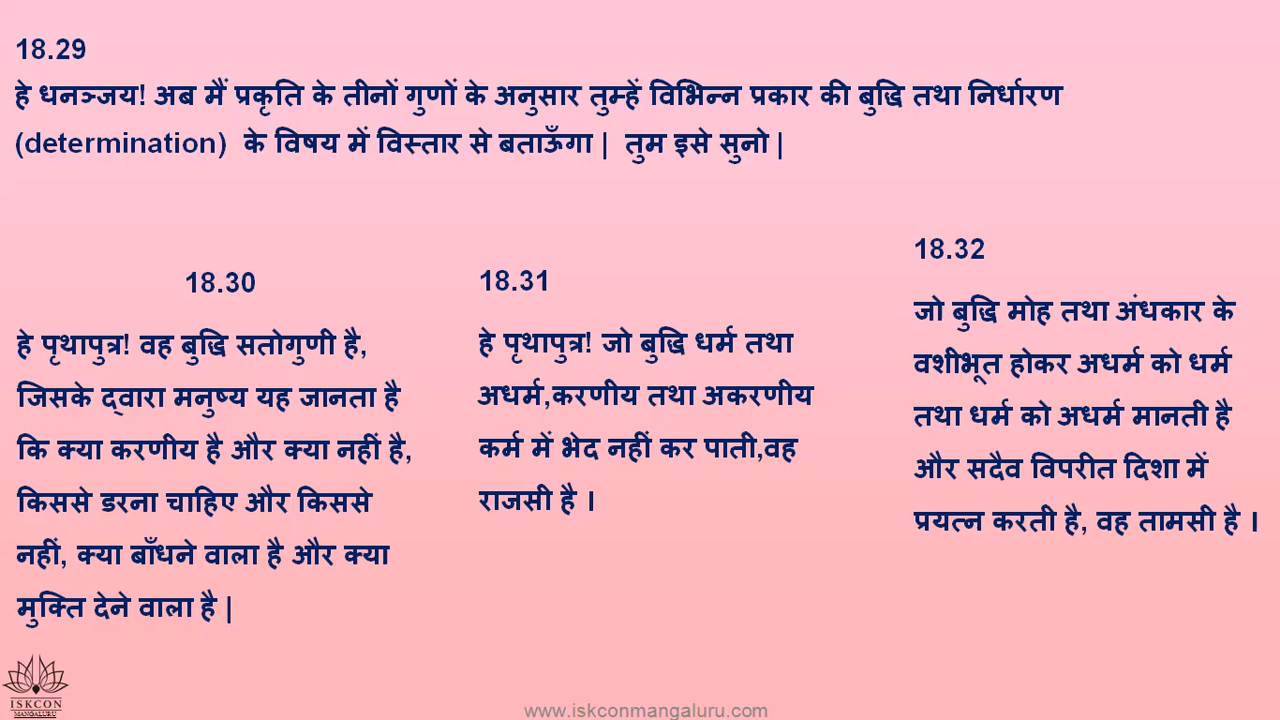 18.29
हे धनञ्जय! अब मैं प्रकृति के तीनों गुणों के अनुसार तुम्हें विभिन्न प्रकार की बुद्धि तथा निर्धारण
(determination) के विषय में विस्तार से बताऊँगा | तुम इसे सुनो |
18.30
हे पृथापुत्र! वह बुद्धि सतोगुणी है,
जिसके द्वारा मनुष्य यह जानता है
कि क्या करणीय है और क्या नहीं है,
किससे डरना चाहिए और किससे
नहीं, क्या बाँधने वाला है और क्या
मुक्ति देने वाला है |
18.31
हे पृथापुत्र! जो बुद्धि धर्म तथा
अधर्म,करणीय तथा अकरणीय
कर्म में भेद नहीं कर पाती,वह
राजसी है ।
18.32
जो बुद्धि मोह तथा अंधकार के
वशीभूत होकर अधर्म को धर्म
तथा धर्म को अधर्म मानती है
और सदैव विपरीत दिशा में
प्रयत्न करती है, वह तामसी है ।
ISKCON
MANGALURU
www.iskconmangaluru.com